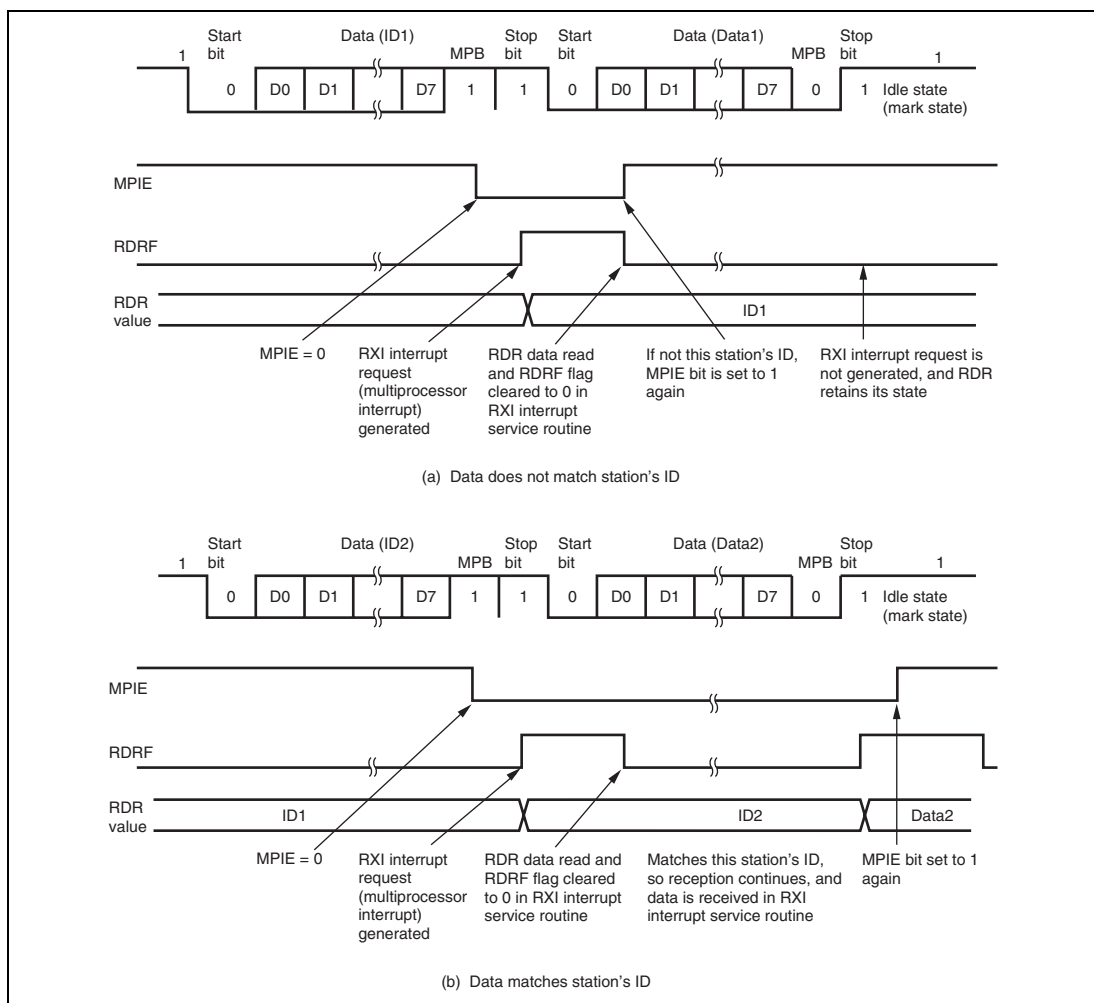 Start bit Data (ID1) MPB Stop bit Start bit Data (Data1) MPB Stop bit
1 0 D0 D1 D7 1 1 0 D0 D1 D7 0 1 1
Idle state (mark state)
MPIE
RDRF
RDR value
ID1
MPIE = 0
RXI interrupt
request
(multiprocessor
interrupt)
generated
RDR data read
and RDRF flag
cleared to 0 in
RXI interrupt
service routine
If not this station's ID,
MPIE bit is set to 1
again
RXI interrupt request is
not generated, and RDR
retains its state
(a) Data does not match station's ID
Start bit Data (ID2) MPB Stop bit Start bit Data (Data2) MPB Stop bit
1 0 D0 D1 D7 1 1 0 D0 D1 D7 0 1 1
Idle state (mark state)
MPIE
RDRF
RDR value
ID1 ID2 Data2
MPIE = 0
RXI interrupt
request
(multiprocessor
interrupt)
generated
RDR data read and
RDRF flag cleared
to 0 in RXI interrupt
service routine
Matches this station's ID,
so reception continues, and
data is received in RXI
interrupt service routine
MPIE bit set to 1
again
(b) Data matches station's ID